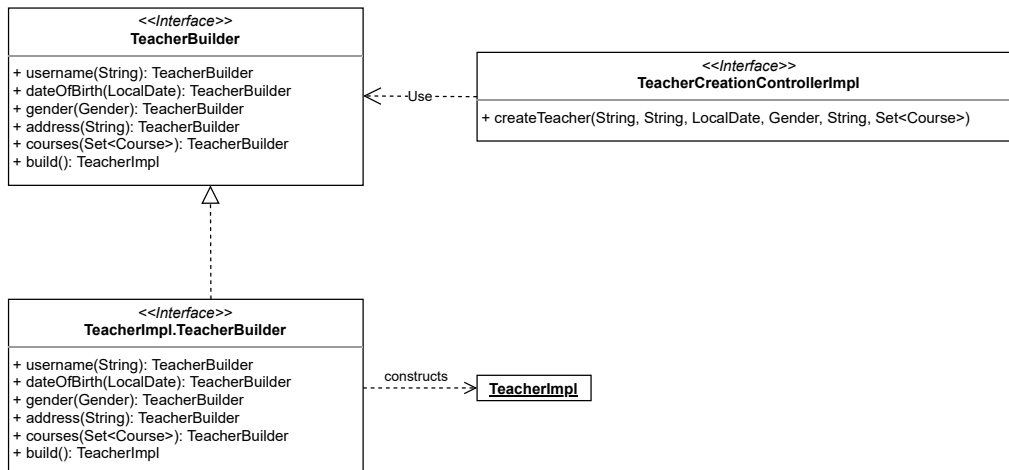 <<Interface>>
TeacherBuilder
+ username(String): TeacherBuilder
+ dateOfBirth(LocalDate): TeacherBuilder
+ gender(Gender): TeacherBuilder
+ address(String): TeacherBuilder
+ courses(Set<Course>): TeacherBuilder
+ build(): TeacherImpl
Use
<<Interface>>
TeacherCreationControllerImpl
+ createTeacher(String, String, LocalDate, Gender, String, Set<Course>)
<<Interface>>
TeacherImpl.TeacherBuilder
+ username(String): TeacherBuilder
+ dateOfBirth(LocalDate): TeacherBuilder
+ gender(Gender): TeacherBuilder
+ address(String): TeacherBuilder
+ courses(Set<Course>): TeacherBuilder
+ build(): TeacherImpl
constructs
TeacherImpl